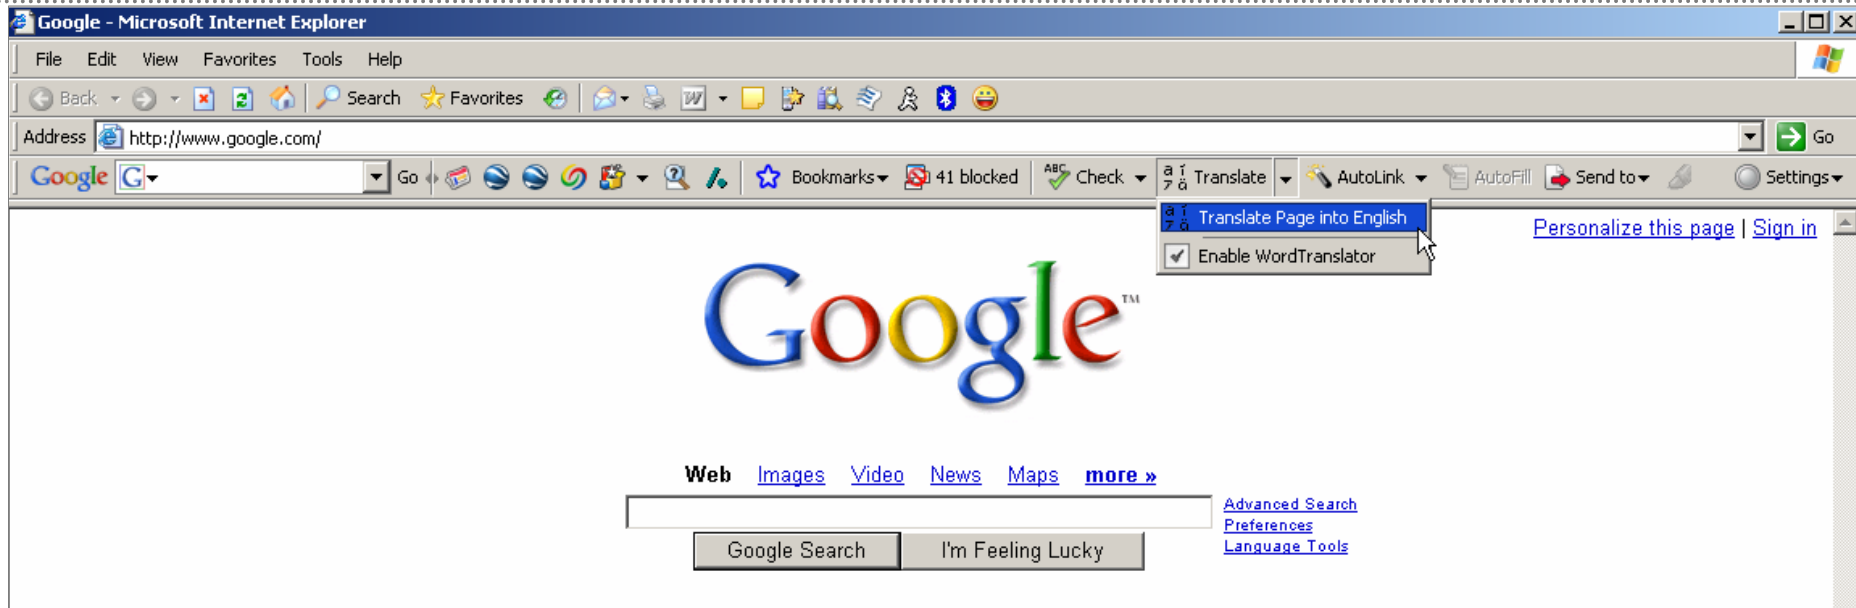 Google - Microsoft Internet Explorer
File Edit View Favorites Tools Help
Back Search Favorites W
Address http://www.google.com/ Go
Google G Go Bookmarks 41 blocked ABC Check Translate AutoLink AutoFill Send to Settings
Translate Page into English
Personalize this page | Sign in
Enable WordTranslator
Google™
Web Images Video News Maps more »
Advanced Search
Preferences
Google Search I'm Feeling Lucky Language Tools